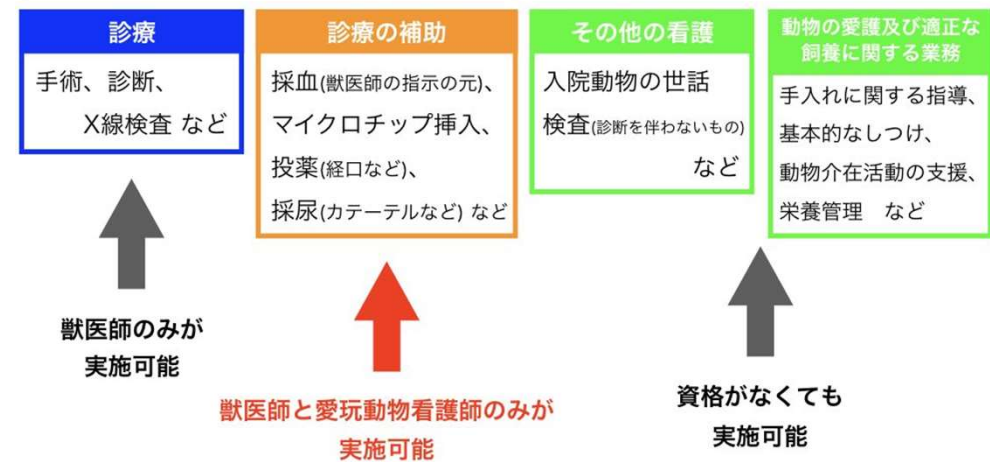 診療
手術、診断、
X線検査 など
獣医師のみが
実施可能
診療の補助
採血(獣医師の指示の元)、
マイクロチップ挿入、
投薬(経口など)、
採尿(カテーテルなど) など
獣医師と愛玩動物看護師のみが
実施可能
その他の看護
入院動物の世話
検査(診断を伴わないもの)
など
動物の愛護及び適正な
飼養に関する業務
手入れに関する指導、
基本的なしつけ、
動物介在活動の支援、
栄養管理　など
資格がなくても
実施可能